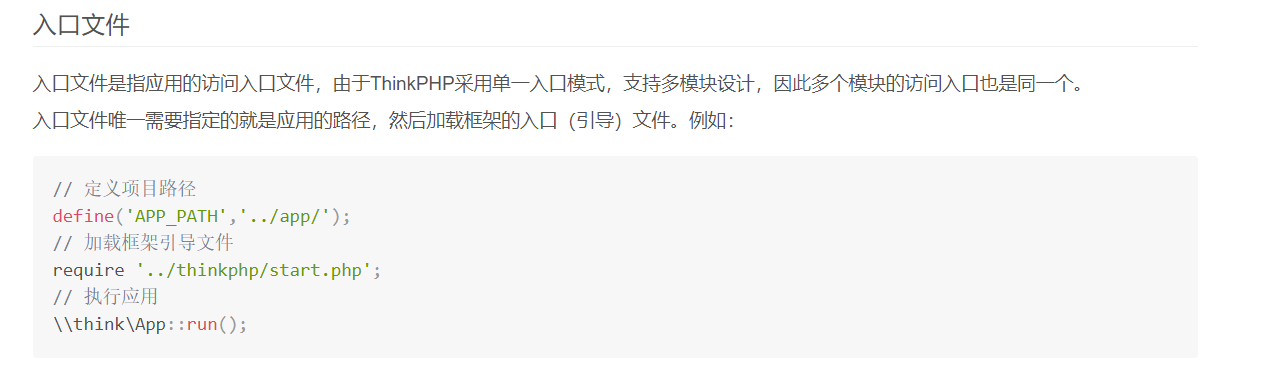 入口文件
入口文件是指应用的访问入口文件，由于ThinkPHP采用单一入口模式，支持多模块设计，因此多个模块的访问入口也是同一个。
入口文件唯一需要指定的就是应用的路径，然后加载框架的入口（引导）文件。例如：
// 定义项目路径
define('APP_PATH','../app/');
// 加载框架引导文件
require '../thinkphp/start.php';
// 执行应用
\\think\App::run();